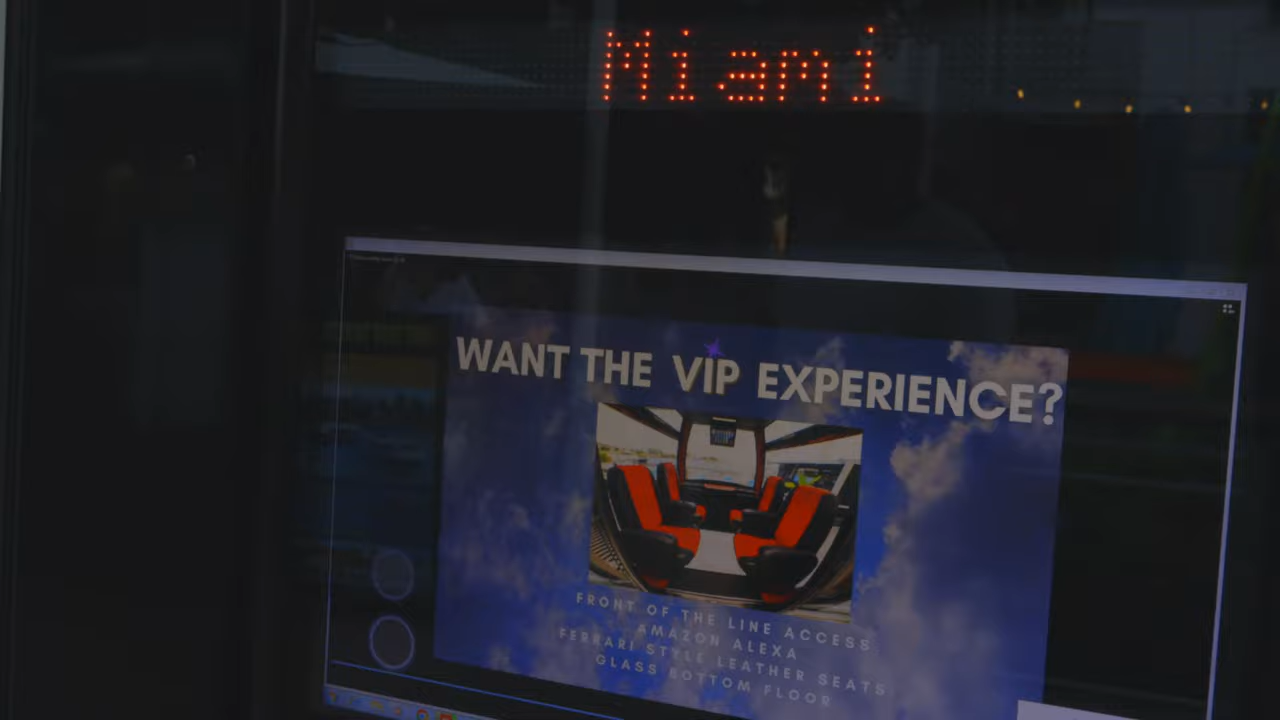 Miami
WANT THE VIP EXPERIENCE?
FRONT OF THE LINE ACCESS
AMAZON ALEXA
FERRARI STYLE LEATHER SEATS
GLASS BOTTOM FLOOR